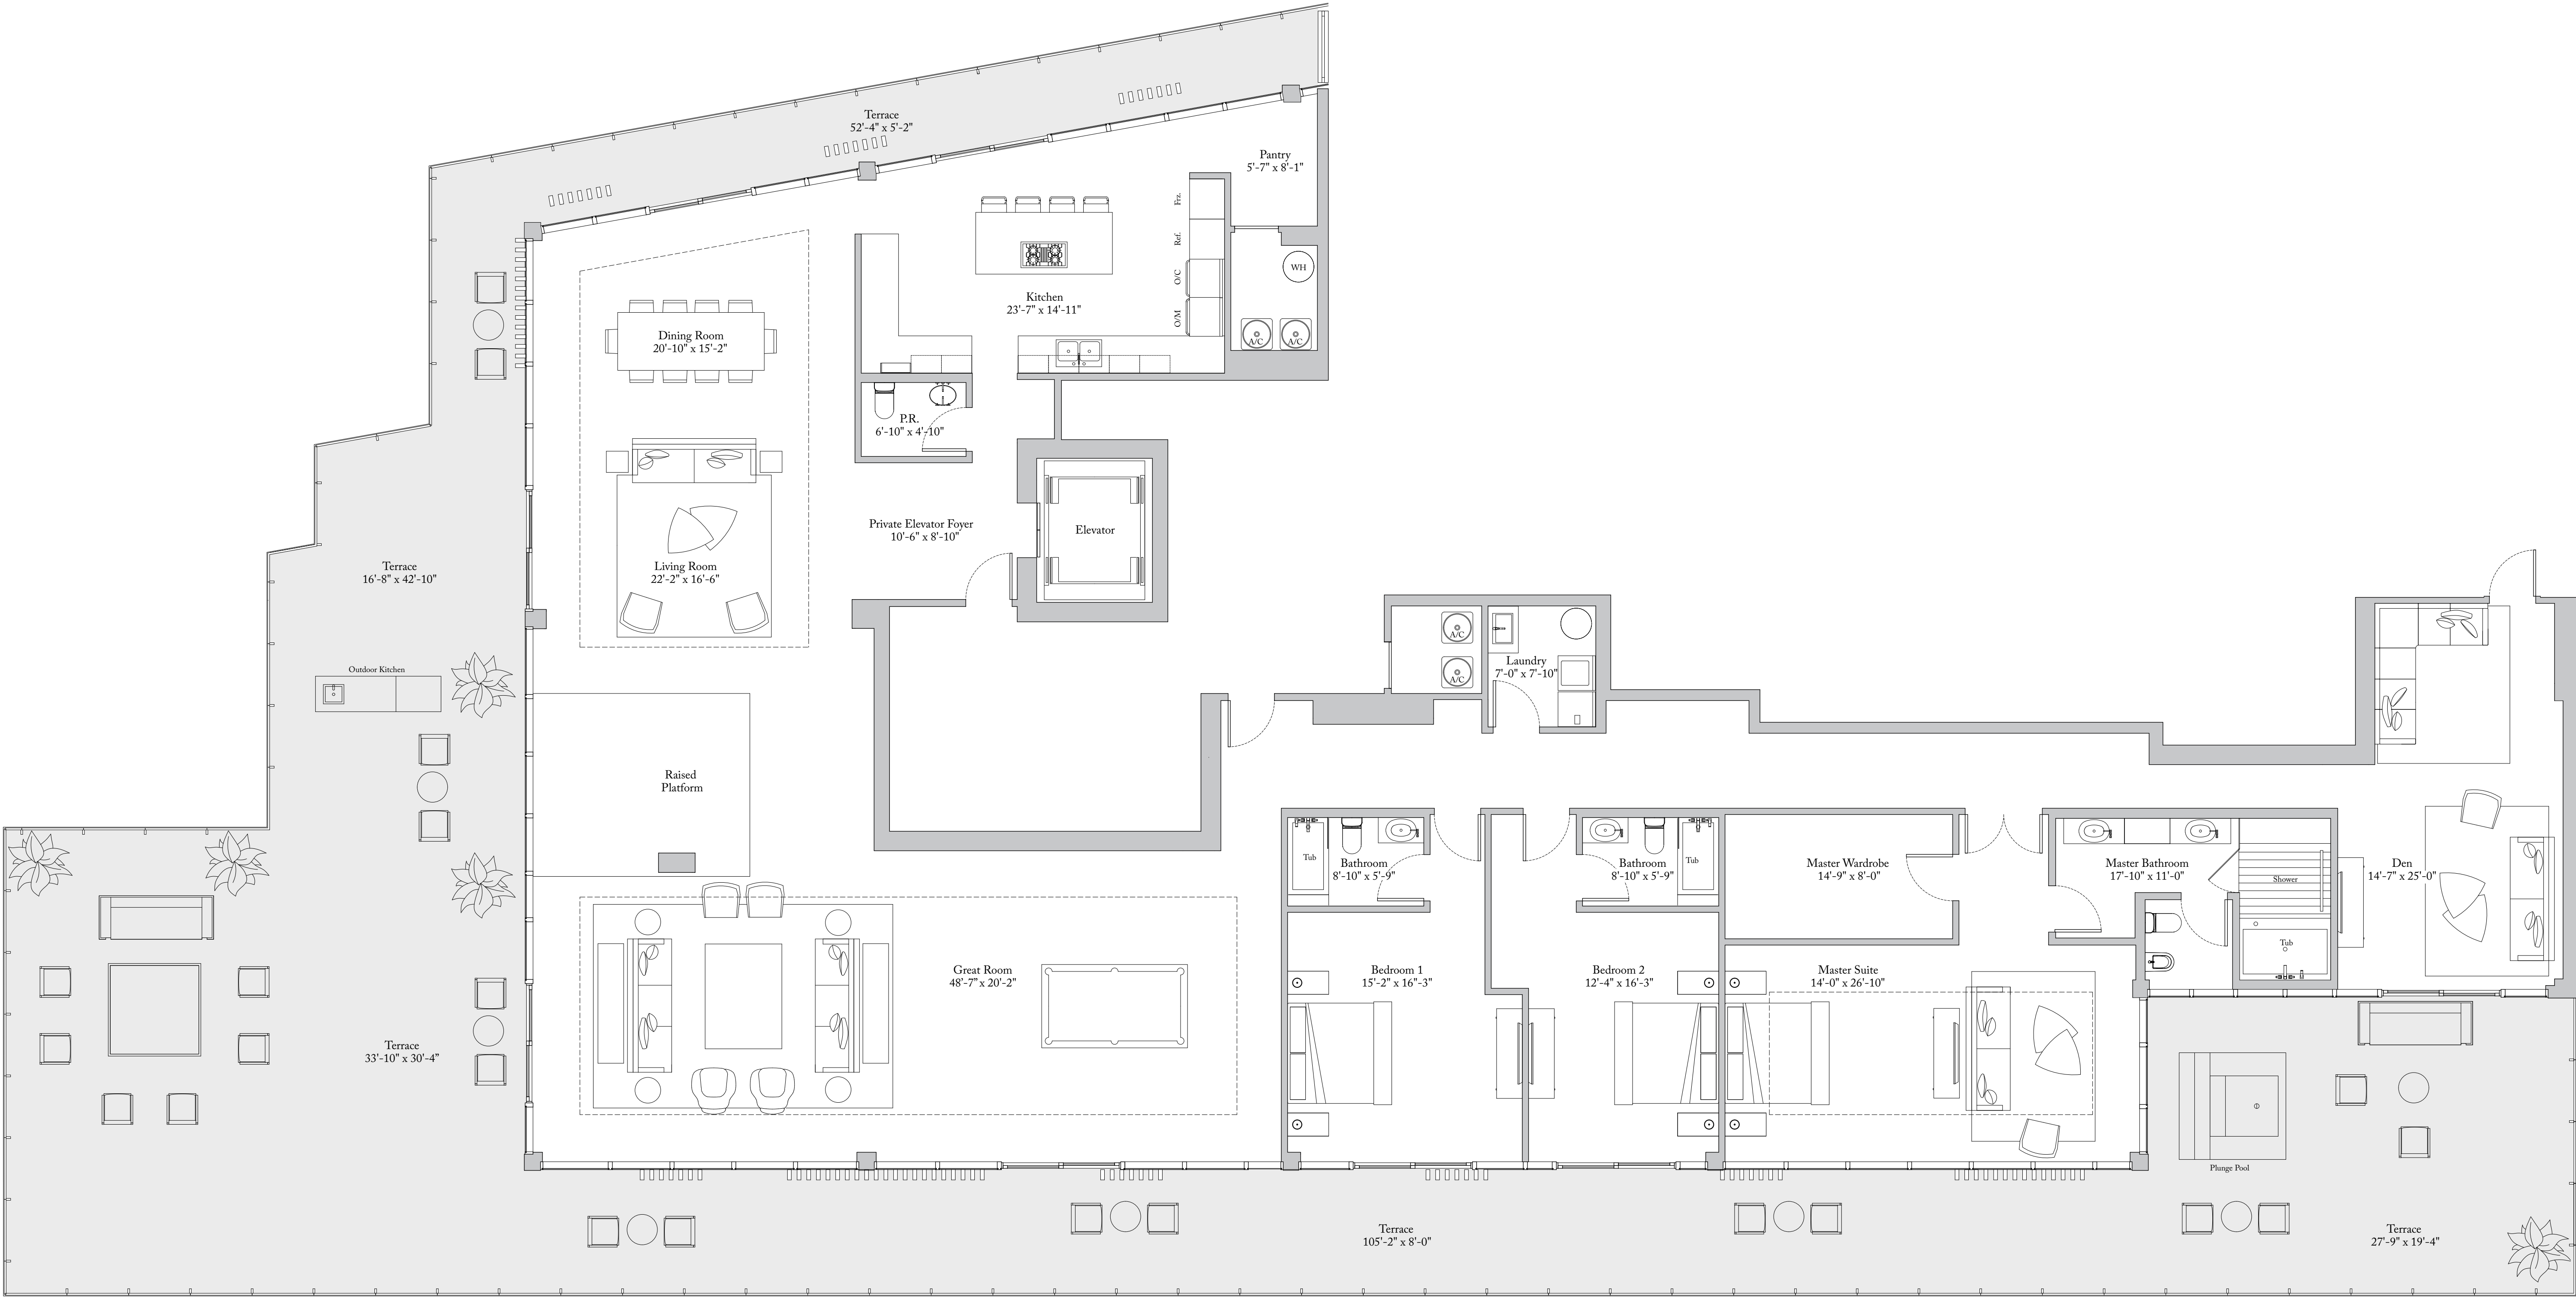 Terrace
52'-4" x 5'-2"
Pantry
5'-7" x 8'-1"
Frz.
Ref.
O/C
O/M
WH
A/C
A/C
Kitchen
23'-7" x 14'-11"
Dining Room
20'-10" x 15'-2"
P.R.
6'-10" x 4'-10"
Private Elevator Foyer
10'-6" x 8'-10"
Elevator
Living Room
22'-2" x 16'-6"
Terrace
16'-8" x 42'-10"
Outdoor Kitchen
A/C
A/C
Laundry
7'-0" x 7'-10"
Raised
Platform
Tub
Bathroom
8'-10" x 5'-9"
Bathroom
8'-10" x 5'-9"
Tub
Master Wardrobe
14'-9" x 8'-0"
Master Bathroom
17'-10" x 11'-0"
Shower
Tub
Den
14'-7" x 25'-0"
Great Room
48'-7" x 20'-2"
Bedroom 1
15'-2" x 16"-3"
Bedroom 2
12'-4" x 16'-3"
Master Suite
14'-0" x 26'-10"
Terrace
33'-10" x 30'-4"
Plunge Pool
Terrace
105'-2" x 8'-0"
Terrace
27'-9" x 19'-4"